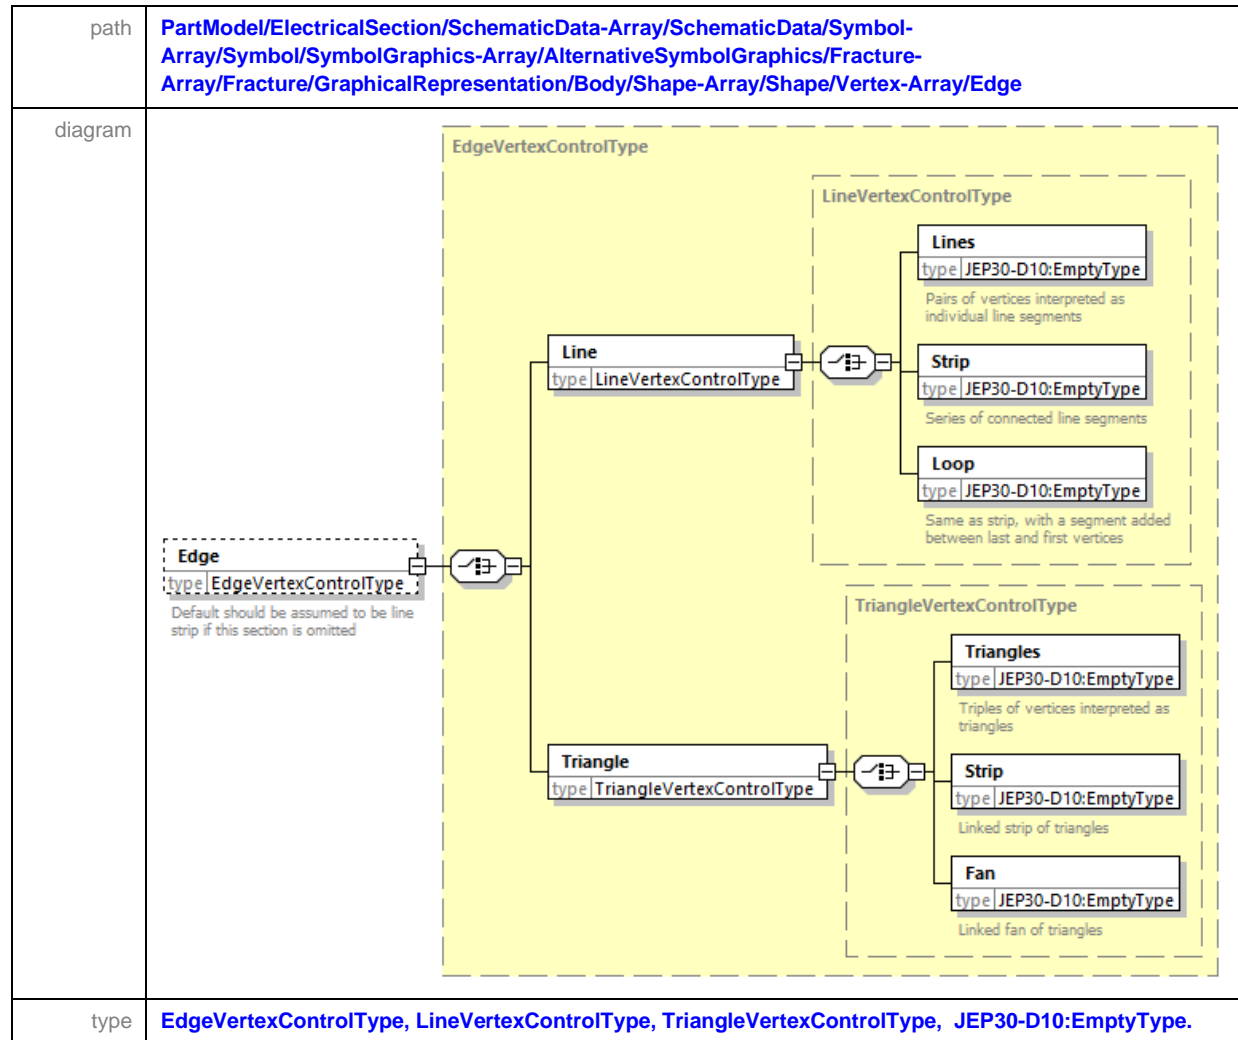 path
PartModel/ElectricalSection/SchematicData-Array/SchematicData/Symbol-
Array/Symbol/SymbolGraphics-Array/AlternativeSymbolGraphics/Fracture-
Array/Fracture/GraphicalRepresentation/Body/Shape-Array/Shape/Vertex-Array/Edge
diagram
EdgeVertexControlType
LineVertexControlType
Lines
type JEP30-D10:EmptyType
Pairs of vertices interpreted as
individual line segments
Line
type LineVertexControlType
Strip
type JEP30-D10:EmptyType
Series of connected line segments
Loop
type JEP30-D10:EmptyType
Same as strip, with a segment added
between last and first vertices
Edge
type EdgeVertexControlType
Default should be assumed to be line
strip if this section is omitted
TriangleVertexControlType
Triangles
type JEP30-D10:EmptyType
Triples of vertices interpreted as
triangles
Triangle
type TriangleVertexControlType
Strip
type JEP30-D10:EmptyType
Linked strip of triangles
Fan
type JEP30-D10:EmptyType
Linked fan of triangles
type
EdgeVertexControlType, LineVertexControlType, TriangleVertexControlType, JEP30-D10:EmptyType.